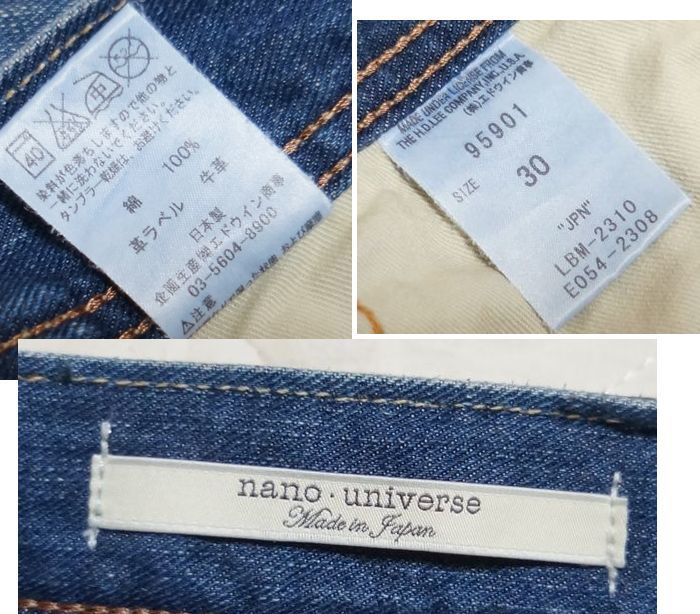 40
中
染料が色落ちしますので他の物と
一緒に洗わないでください。
タンブラー乾燥は、お避けください。
綿 100%
革ラベル 牛革
日本製
企画生産㈱エドウイン商事
03-5604-8900
⚠注意
MADE UNDER LICENSE FROM
THE H.D.LEE COMPANY,INC.,U.S.A.
(株)エドウイン商事
95901
SIZE 30
"JPN"
LBM-2310
E054-2308
nano・universe
Made in Japan